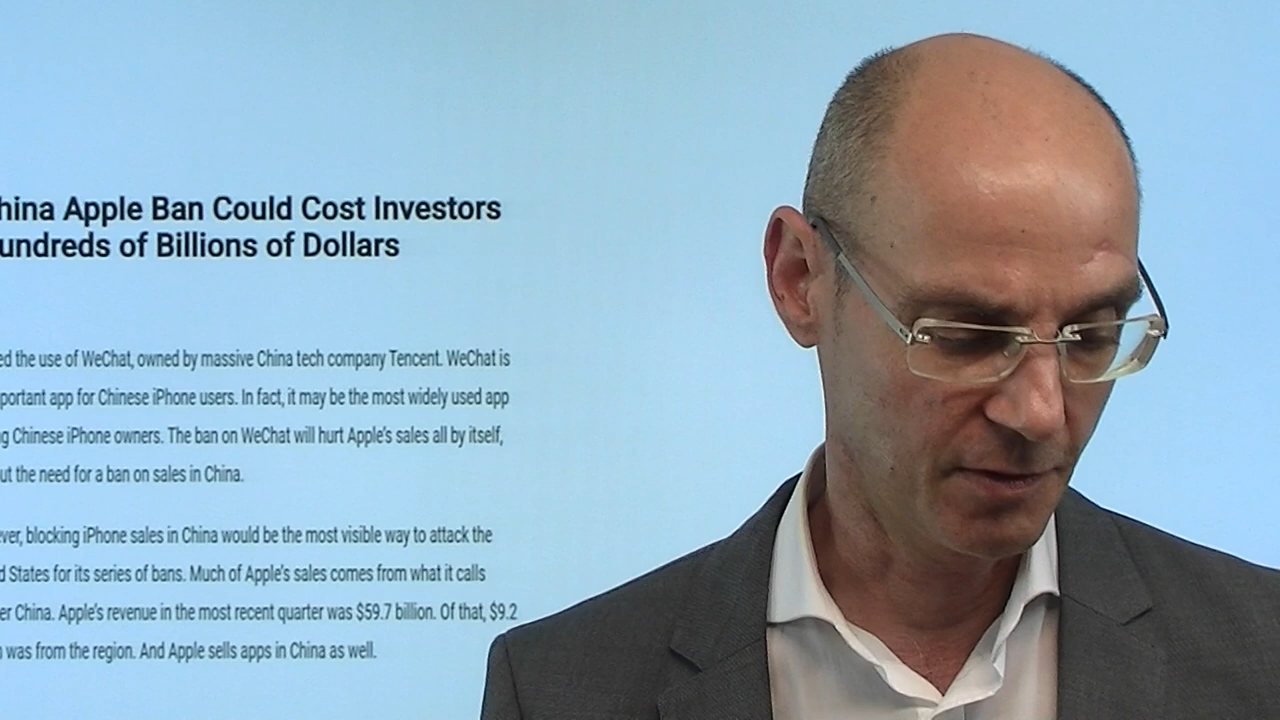 hina Apple Ban Could Cost Investors
undreds of Billions of Dollars
ed the use of WeChat, owned by massive China tech company Tencent. WeChat is
portant app for Chinese iPhone users. In fact, it may be the most widely used app
g Chinese iPhone owners. The ban on WeChat will hurt Apple's sales all by itself,
ut the need for a ban on sales in China.
ver, blocking iPhone sales in China would be the most visible way to attack the
d States for its series of bans. Much of Apple's sales comes from what it calls
er China. Apple's revenue in the most recent quarter was $59.7 billion. Of that, $9.2
n was from the region. And Apple sells apps in China as well.